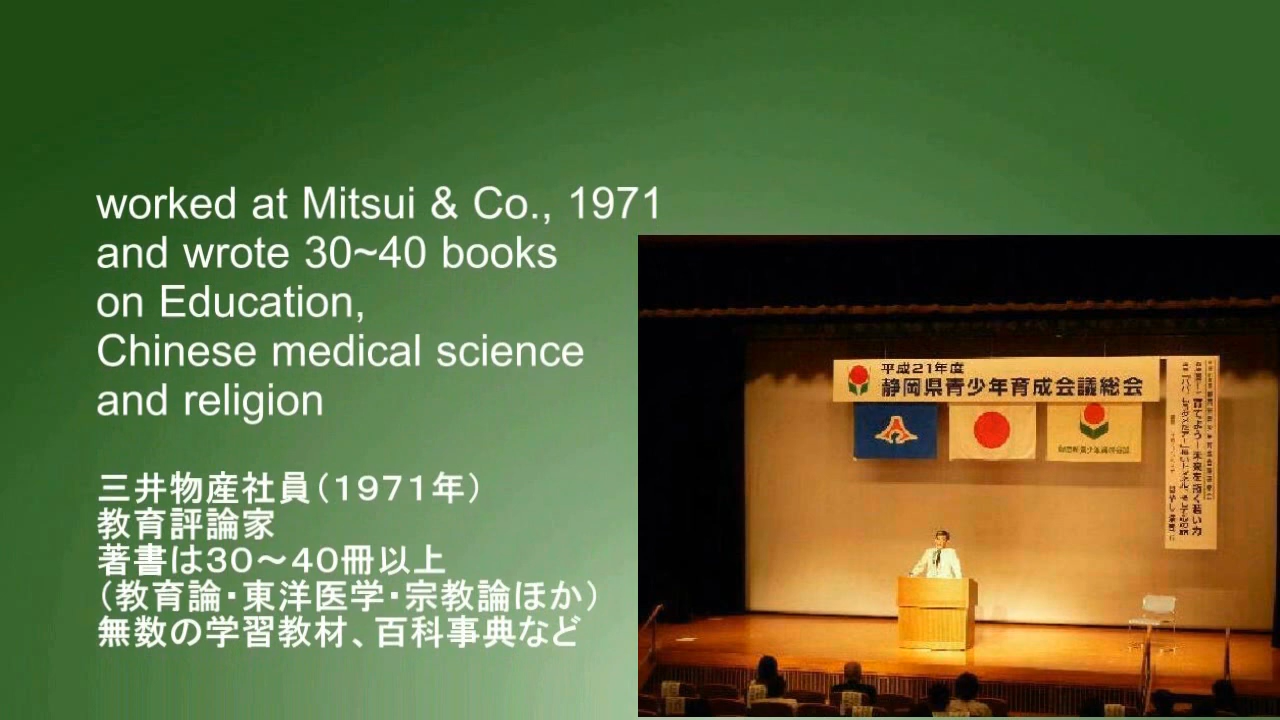 worked at Mitsui & Co., 1971
and wrote 30~40 books
on Education,
Chinese medical science
and religion
三井物産社員（１９７１年）
教育評論家
著書は３０～４０冊以上
（教育論・東洋医学・宗教論ほか）
無数の学習教材、百科事典など
平成21年度
静岡県青少年育成会議総会